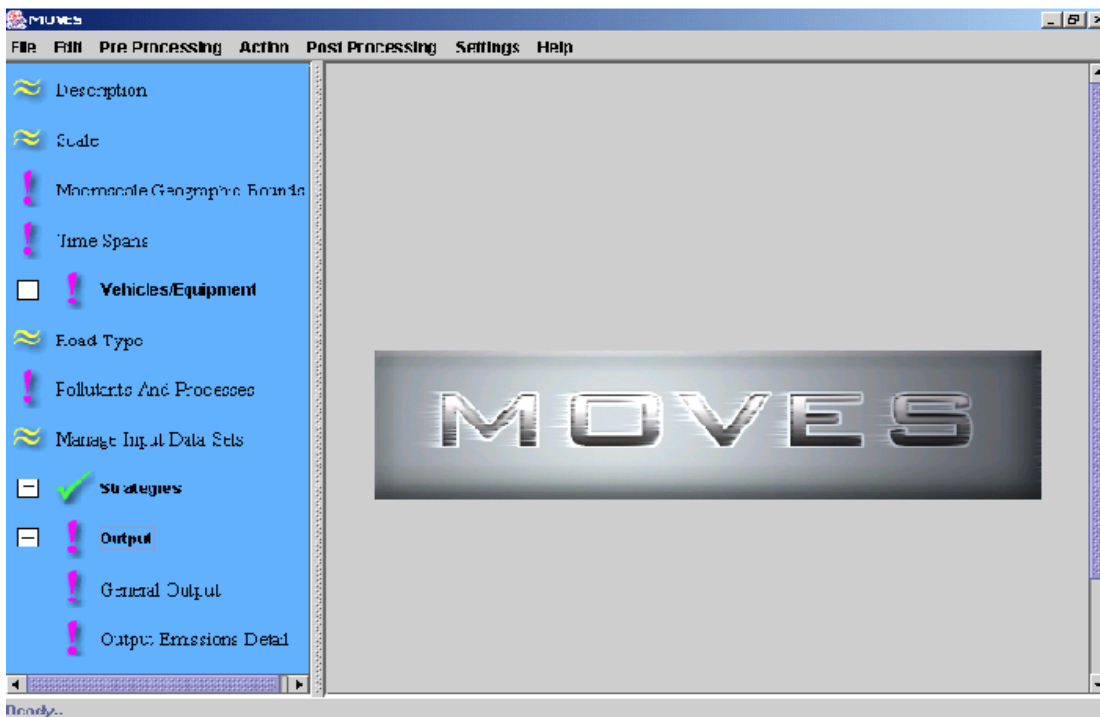 MOVES
File Edit Pre Processing Action Post Processing Settings Help
Description
Scale
Macroscale Geographic Bounds
Time Spans
Vehicles/Equipment
Road Type
Pollutants And Processes
Manage Input Data Sets
Strategies
Output
General Output
Output Emissions Detail
MOVES
Ready...